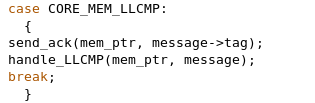 case CORE_MEM_LLCMP:
  {
send_ack(mem_ptr, message->tag);
handle_LLCMP(mem_ptr, message);
break;
  }